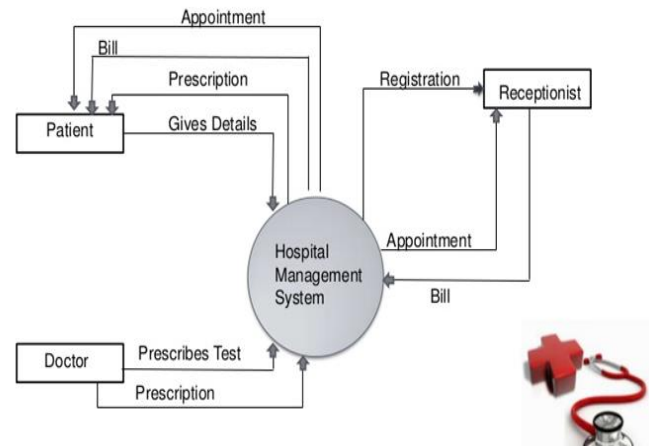 Appointment
Bill
Prescription
Registration
Receptionist
Patient
Gives Details
Hospital
Management
System
Appointment
Bill
Doctor
Prescribes Test
Prescription